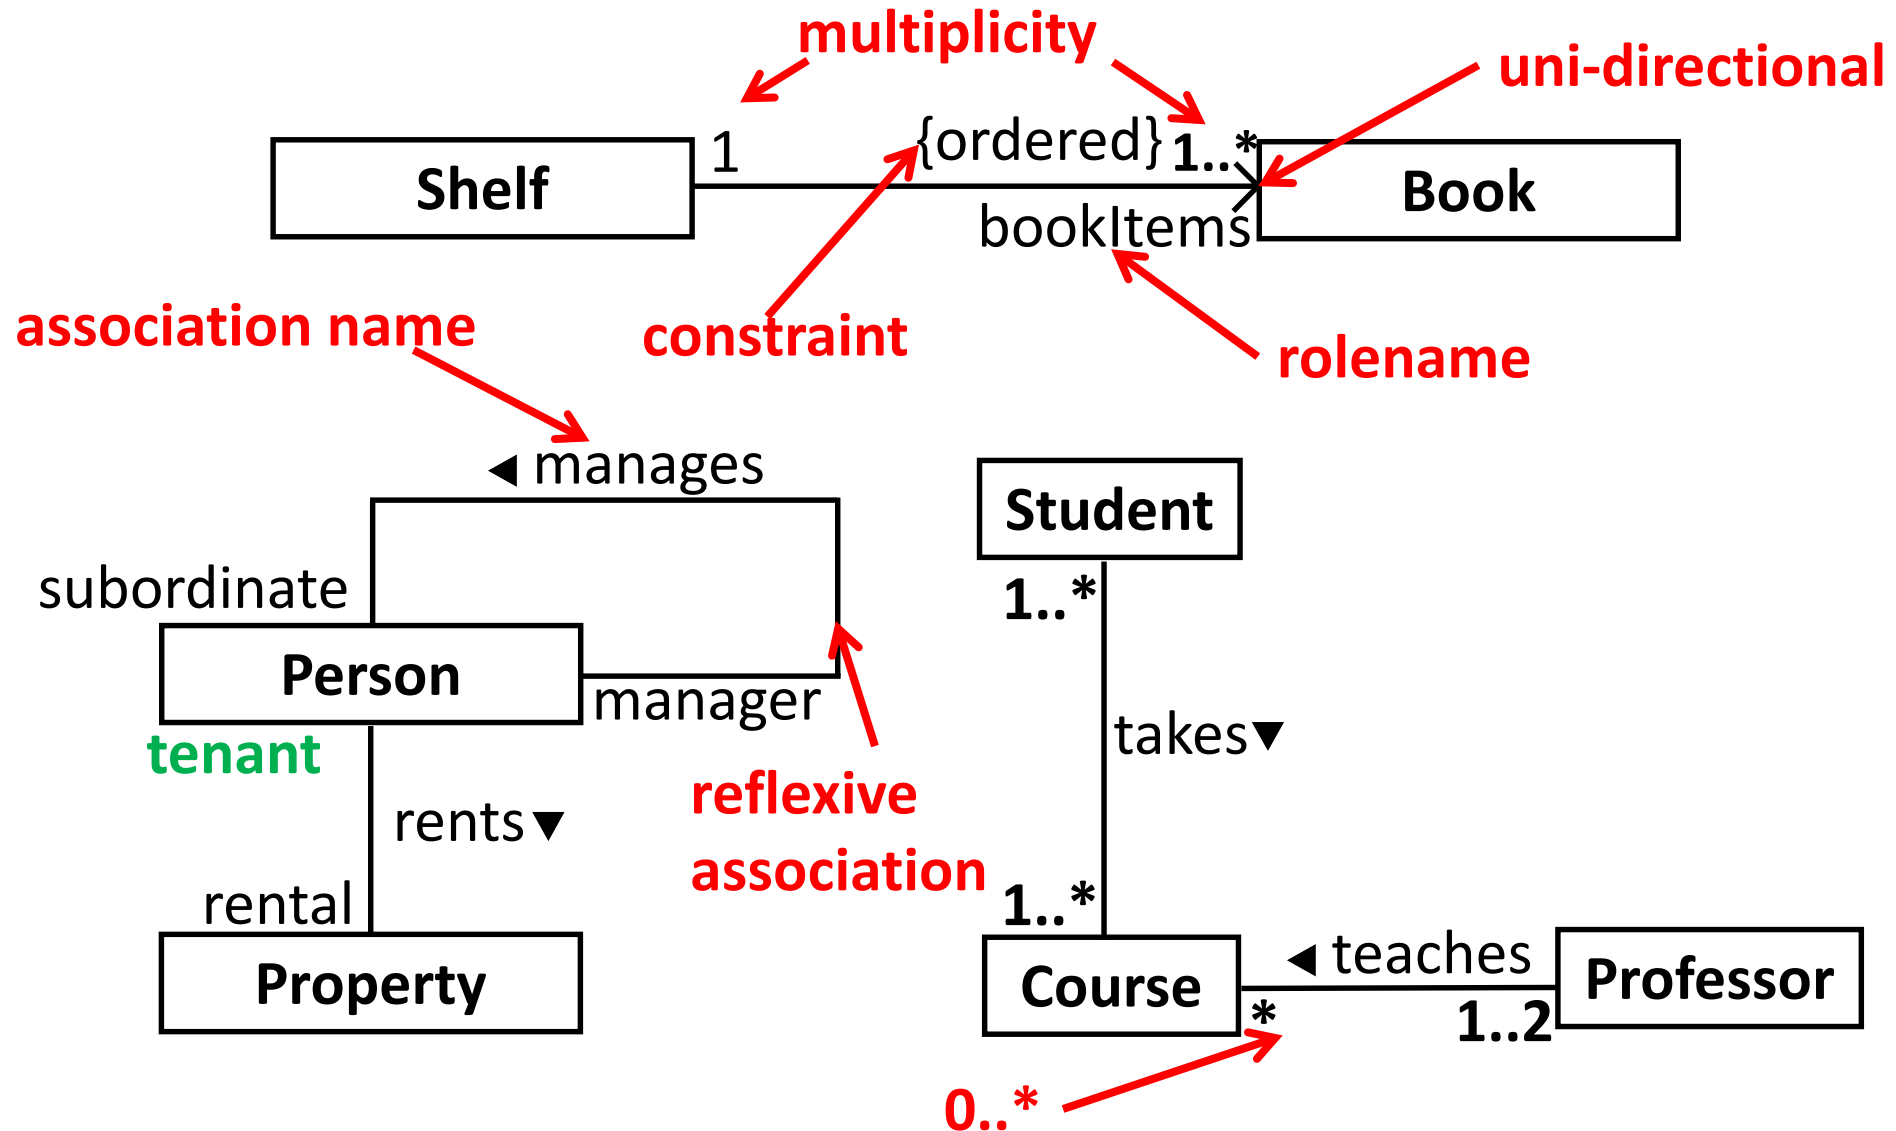 multiplicity
uni-directional
1
{ordered}
1..*
Shelf
Book
bookItems
association name
constraint
rolename
manages
Student
subordinate
1..*
Person
manager
tenant
takes
rents
reflexive
association
rental
1..*
Property
Course
teaches
Professor
*
1..2
0..*